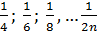 1/4 ; 1/6 ; 1/8 , … 1/2n